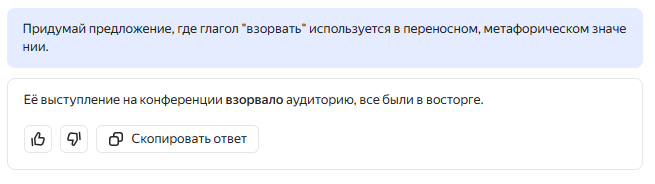 Придумай предложение, где глагол "взорвать" используется в переносном, метафорическом значе
нии.
Её выступление на конференции взорвало аудиторию, все были в восторге.
Скопировать ответ